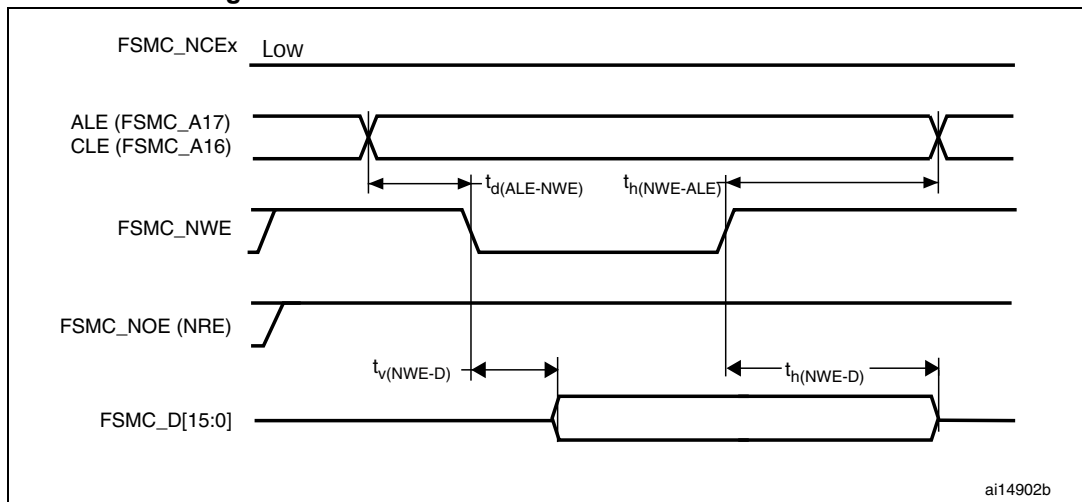 FSMC_NCEx Low
ALE (FSMC_A17)
CLE (FSMC_A16)
td(ALE-NWE) th(NWE-ALE)
FSMC_NWE
FSMC_NOE (NRE)
tv(NWE-D) th(NWE-D)
FSMC_D[15:0]
ai14902b